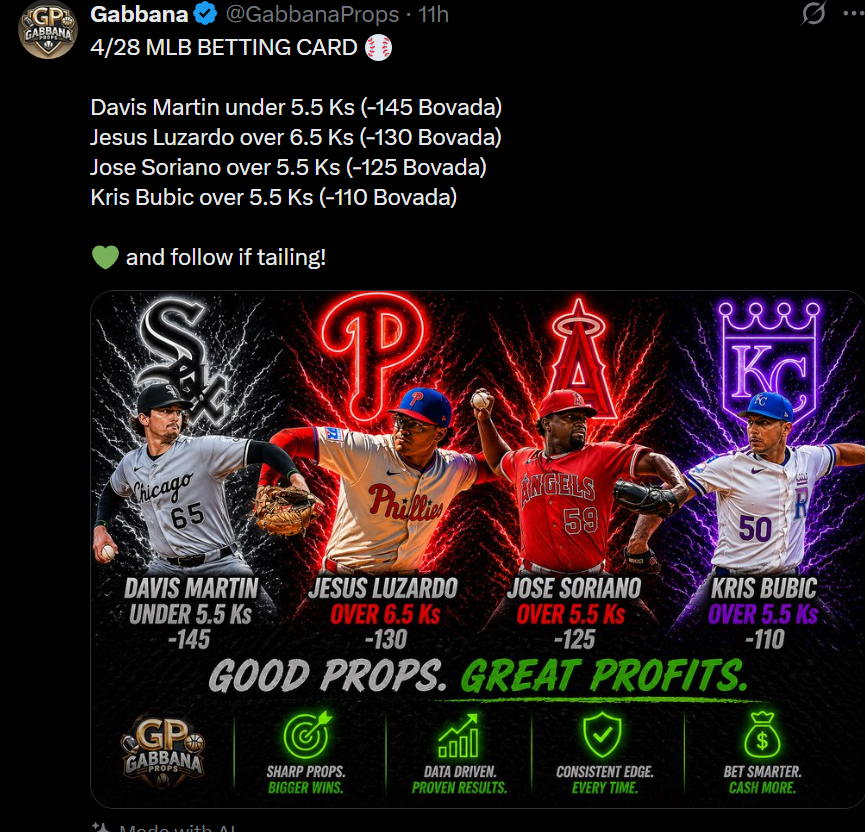 Gabbana @GabbanaProps · 11h
4/28 MLB BETTING CARD ⚾
Davis Martin under 5.5 Ks (-145 Bovada)
Jesus Luzardo over 6.5 Ks (-130 Bovada)
Jose Soriano over 5.5 Ks (-125 Bovada)
Kris Bubic over 5.5 Ks (-110 Bovada)
💚 and follow if tailing!
Sox
P
A
KC
Chicago
65
Phillies
ANGELS
59
KC
50
R
DAVIS MARTIN
UNDER 5.5 Ks
-145
JESUS LUZARDO
OVER 6.5 Ks
-130
JOSE SORIANO
OVER 5.5 Ks
-125
KRIS BUBIC
OVER 5.5 Ks
-110
GOOD PROPS. GREAT PROFITS.
GP
GABBANA
PROPS
SHARP PROPS.
BIGGER WINS.
DATA DRIVEN.
PROVEN RESULTS.
CONSISTENT EDGE.
EVERY TIME.
BET SMARTER.
CASH MORE.
Made with AI